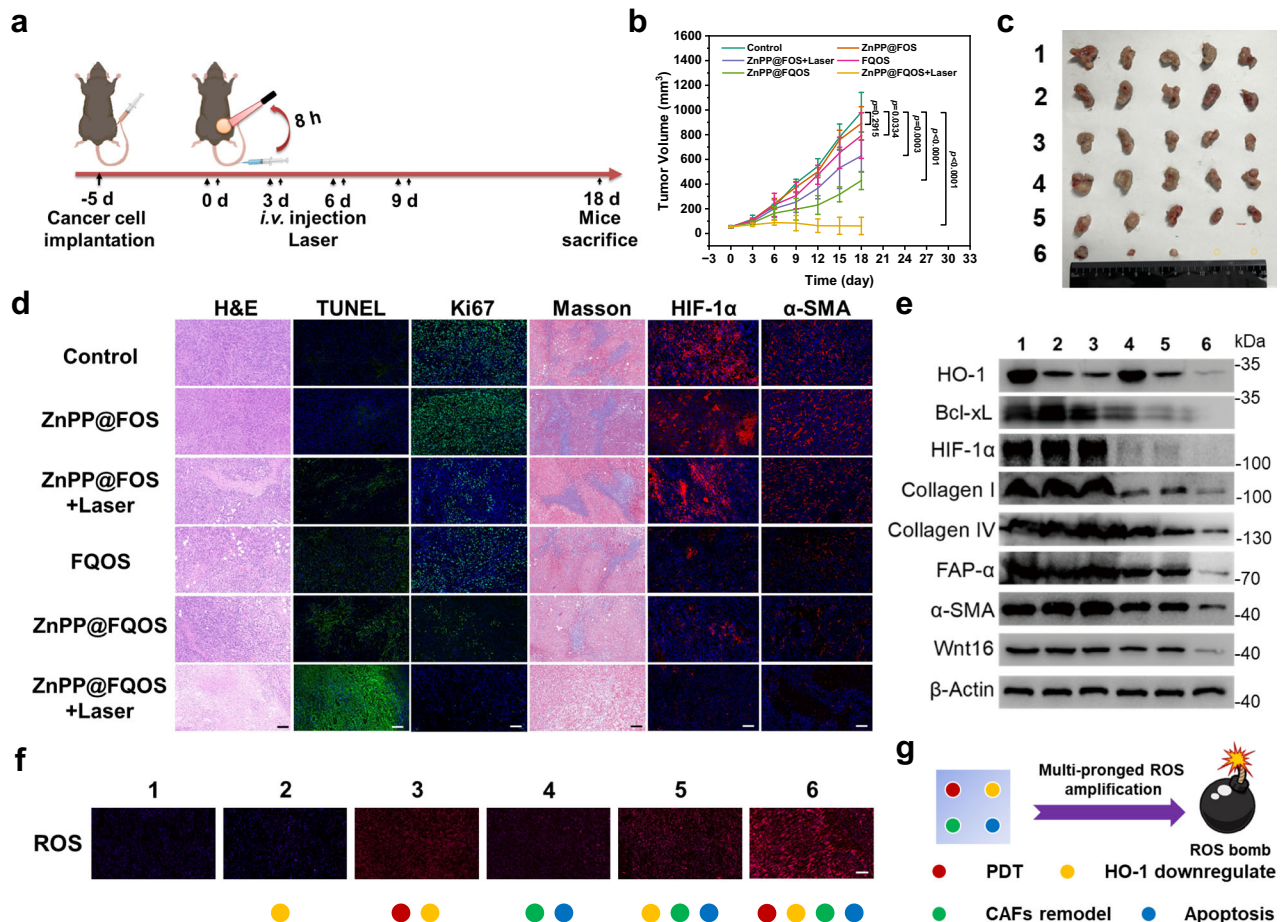 a
8 h
-5 d
0 d
3 d
6 d
9 d
18 d
Cancer cell
implantation
i.v. injection
Laser
Mice
sacrifice
b
1600
1400
1200
1000
800
600
400
200
0
Tumor Volume (mm³)
Control
ZnPP@FOS
ZnPP@FOS+Laser
FQOS
ZnPP@FQOS
ZnPP@FQOS+Laser
p=0.2915
p=0.0334
p=0.0003
p<0.0001
p<0.0001
−3 0 3 6 9 12 15 18 21 24 27 30 33
Time (day)
c
1
2
3
4
5
6
d
H&E TUNEL Ki67 Masson HIF-1α α-SMA
Control
ZnPP@FOS
ZnPP@FOS
+Laser
FQOS
ZnPP@FQOS
ZnPP@FQOS
+Laser
e
1 2 3 4 5 6 kDa
HO-1
-35
Bcl-xL
-35
HIF-1α
-100
Collagen I
-100
Collagen IV
-130
FAP-α
-70
α-SMA
-40
Wnt16
-40
β-Actin
-40
f
1 2 3 4 5 6
ROS
g
Multi-pronged ROS
amplification
ROS bomb
PDT
HO-1 downregulate
CAFs remodel
Apoptosis